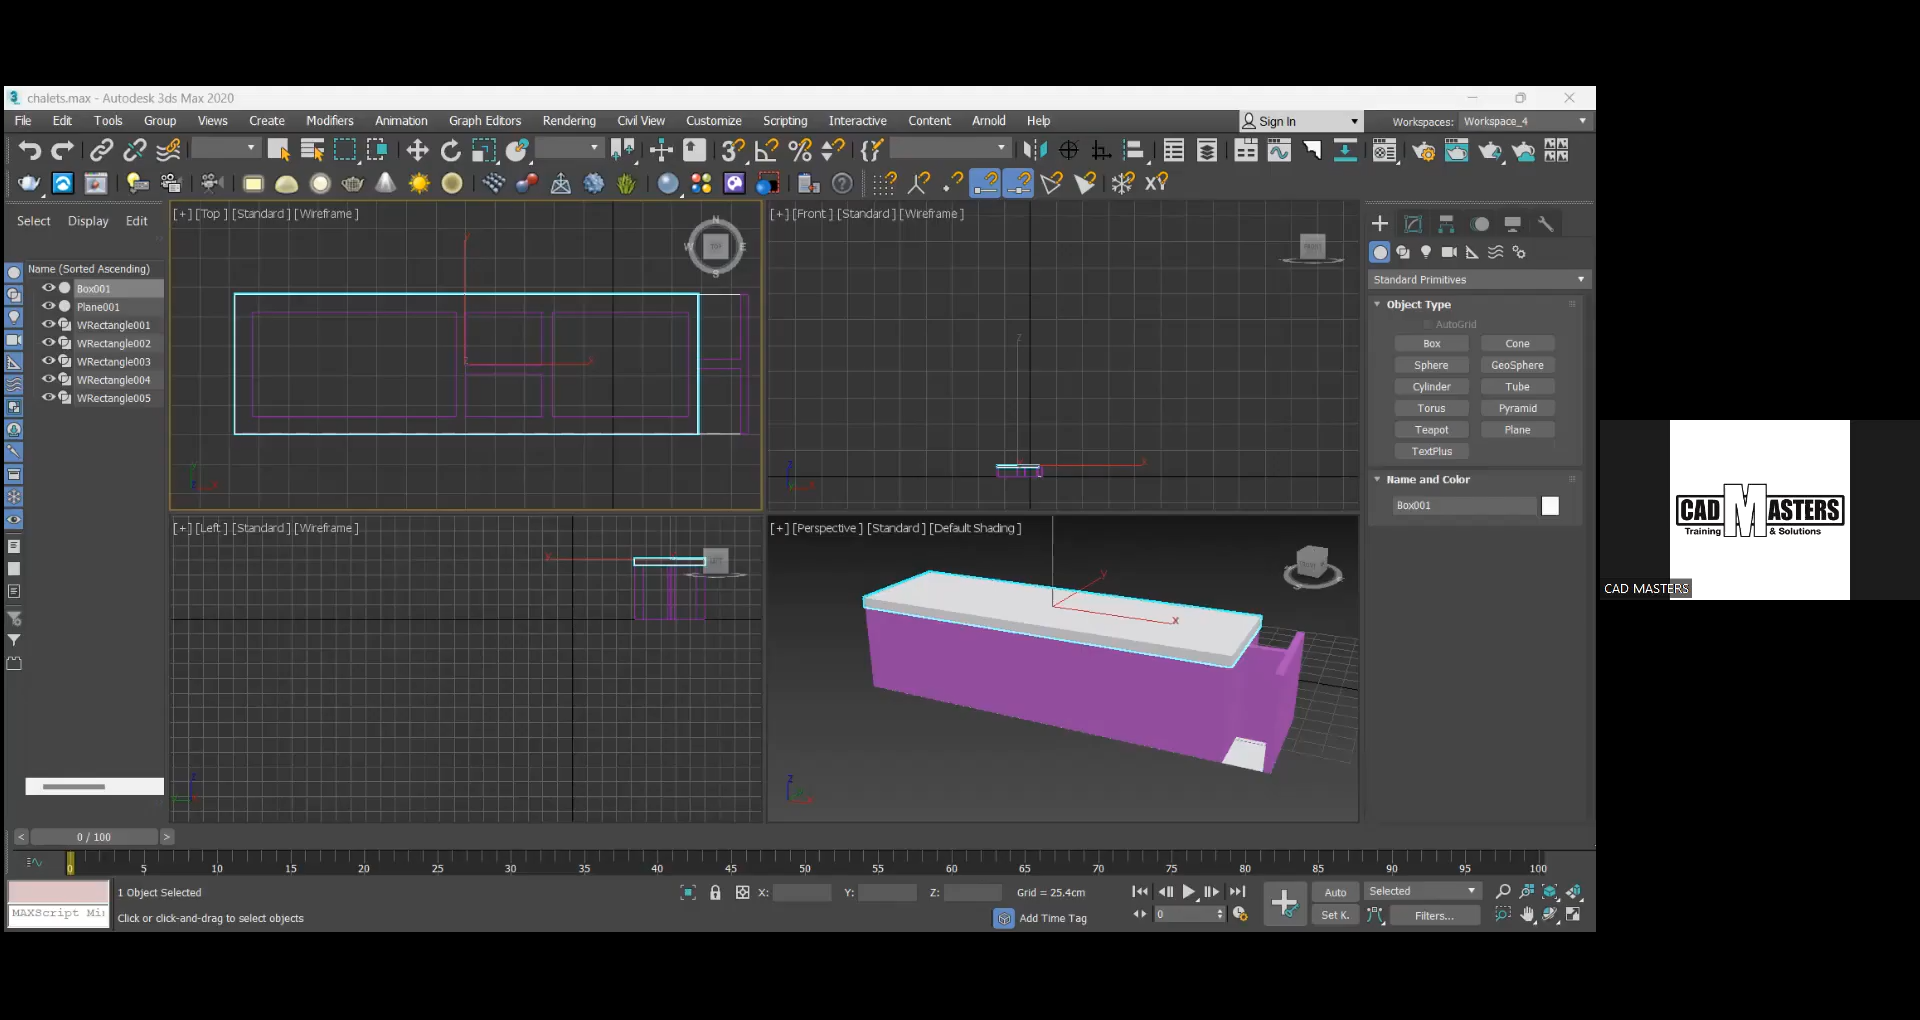 chalets.max - Autodesk 3ds Max 2020
File Edit Tools Group Views Create Modifiers Animation Graph Editors Rendering Civil View Customize Scripting Interactive Content Arnold Help Sign In Workspaces: Workspace_4
Select Display Edit
Name (Sorted Ascending)
Box001
Plane001
WRectangle001
WRectangle002
WRectangle003
WRectangle004
WRectangle005
[+] [Top ] [Standard ] [Wireframe ]
N
W TOP E
S
[+] [Front ] [Standard ] [Wireframe ]
[+] [Left ] [Standard ] [Wireframe ]
[+] [Perspective ] [Standard ] [Default Shading ]
Standard Primitives
Object Type
AutoGrid
Box Cone
Sphere GeoSphere
Cylinder Tube
Torus Pyramid
Teapot Plane
TextPlus
Name and Color
Box001
< 0 / 100 >
0 5 10 15 20 25 30 35 40 45 50 55 60 65 70 75 80 85 90 95 100
1 Object Selected X: Y: Z: Grid = 25.4cm Auto Selected
MAXScript Mi Click or click-and-drag to select objects Add Time Tag 0 Set K. Filters...
CAD MASTERS
Training & Solutions
CAD MASTERS